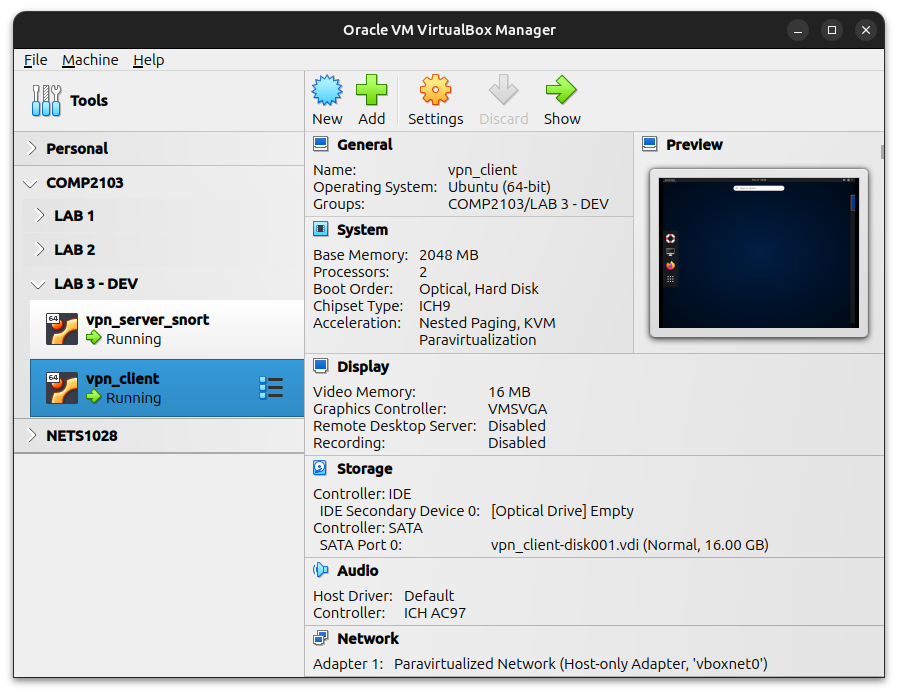 Oracle VM VirtualBox Manager
File Machine Help
Tools
New Add Settings Discard Show
Personal
COMP2103
LAB 1
LAB 2
LAB 3 - DEV
64
vpn_server_snort
Running
64
vpn_client
Running
NETS1028
General
Name: vpn_client
Operating System: Ubuntu (64-bit)
Groups: COMP2103/LAB 3 - DEV
Preview
System
Base Memory: 2048 MB
Processors: 2
Boot Order: Optical, Hard Disk
Chipset Type: ICH9
Acceleration: Nested Paging, KVM
Paravirtualization
Display
Video Memory: 16 MB
Graphics Controller: VMSVGA
Remote Desktop Server: Disabled
Recording: Disabled
Storage
Controller: IDE
IDE Secondary Device 0: [Optical Drive] Empty
Controller: SATA
SATA Port 0: vpn_client-disk001.vdi (Normal, 16.00 GB)
Audio
Host Driver: Default
Controller: ICH AC97
Network
Adapter 1: Paravirtualized Network (Host-only Adapter, 'vboxnet0')